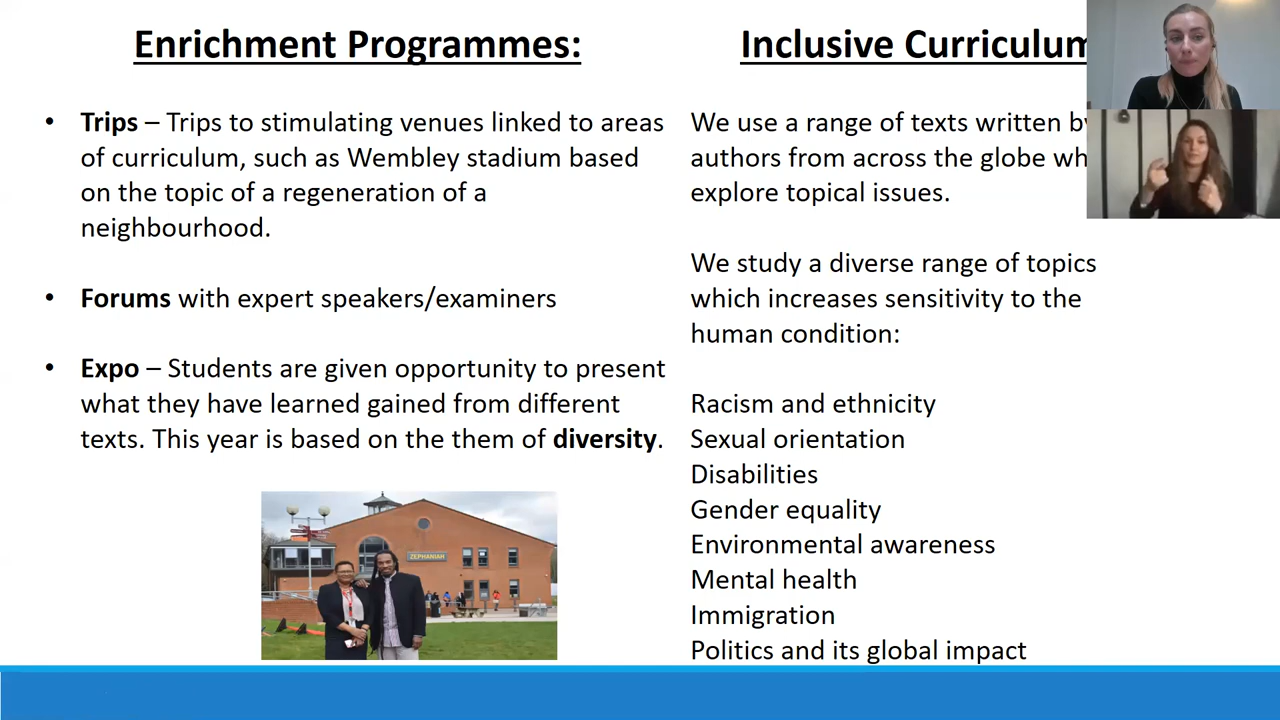 Enrichment Programmes:
• Trips – Trips to stimulating venues linked to areas
of curriculum, such as Wembley stadium based
on the topic of a regeneration of a
neighbourhood.
• Forums with expert speakers/examiners
• Expo – Students are given opportunity to present
what they have learned gained from different
texts. This year is based on the them of diversity.
ZEPHANIAH
Inclusive Curriculum
We use a range of texts written by
authors from across the globe
explore topical issues.
We study a diverse range of topics
which increases sensitivity to the
human condition:
Racism and ethnicity
Sexual orientation
Disabilities
Gender equality
Environmental awareness
Mental health
Immigration
Politics and its global impact